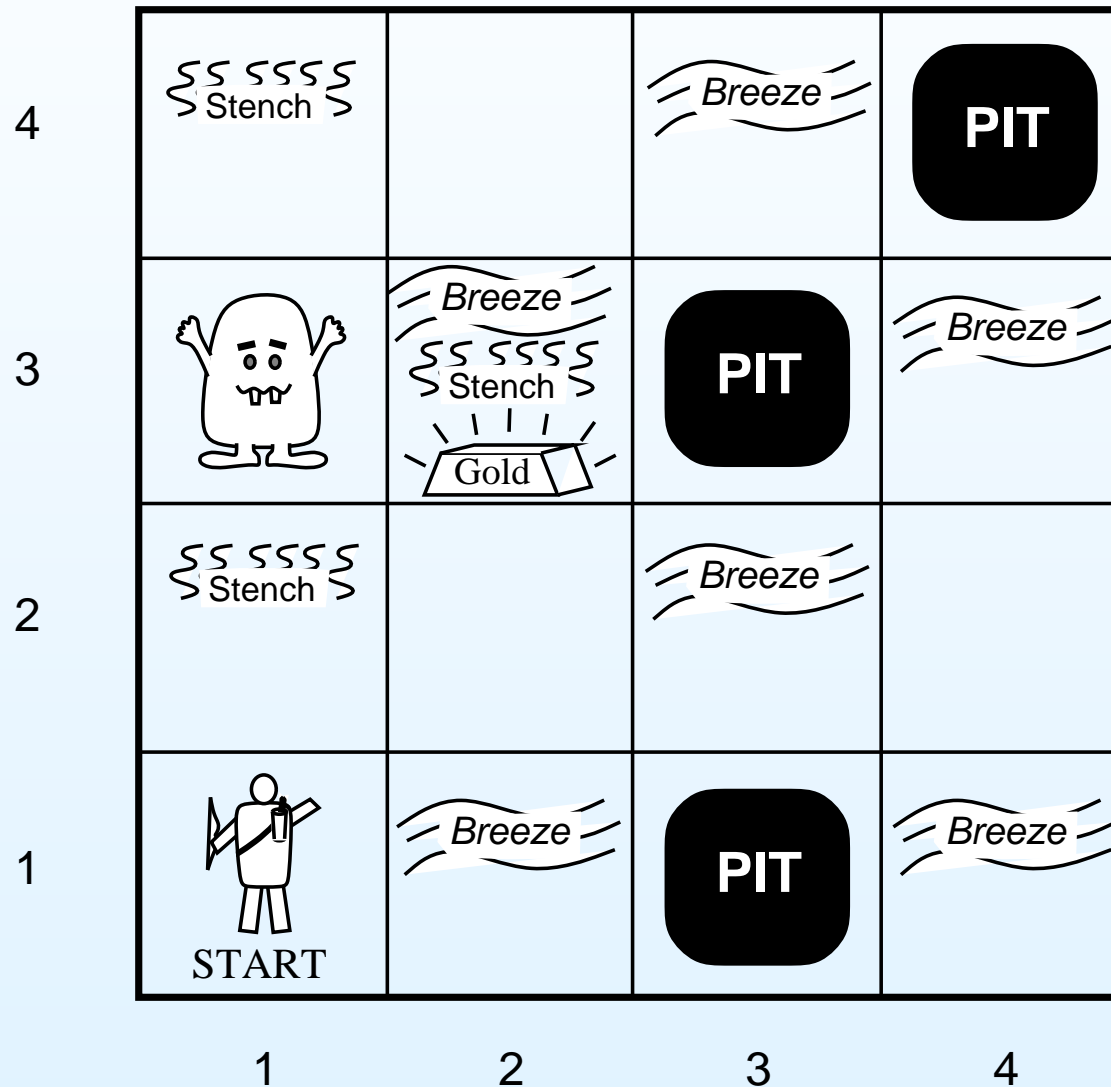 4
Stench
Breeze
PIT
3
Breeze
Stench
Gold
PIT
Breeze
2
Stench
Breeze
1
START
Breeze
PIT
Breeze
1 2 3 4